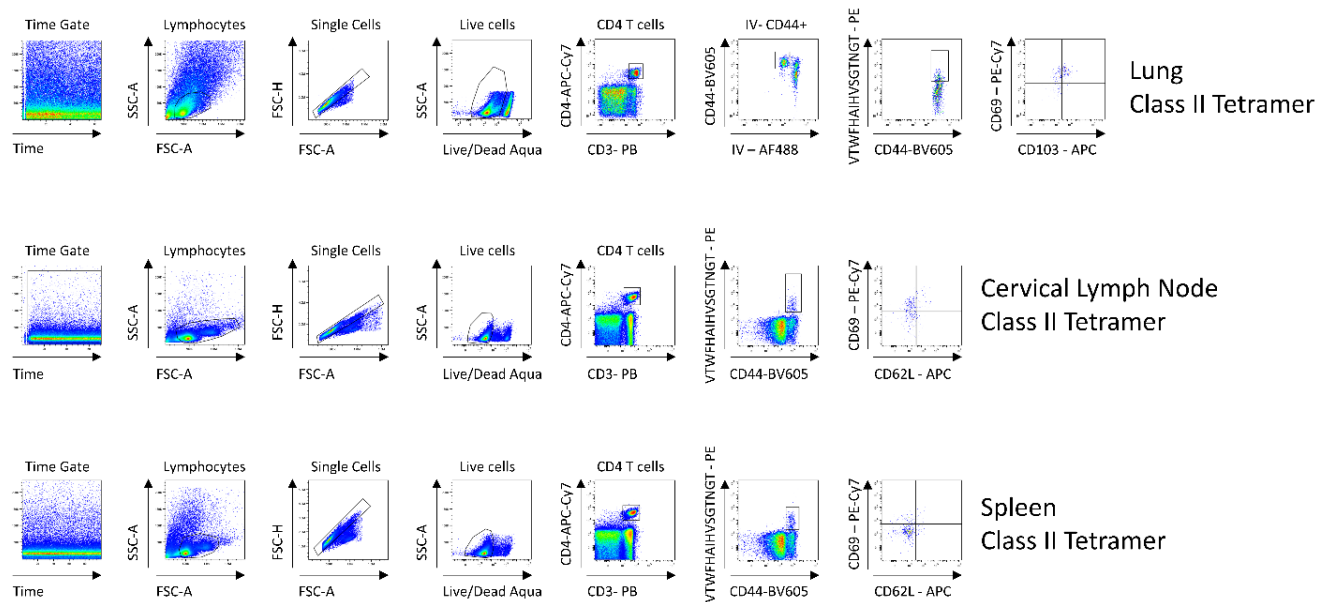 Time Gate
Lymphocytes
Single Cells
Live cells
CD4 T cells
IV- CD44+
SSC-A
FSC-H
SSC-A
CD4-APC-Cy7
CD44-BV605
VTWFHAIHVSGTNGT - PE
CD69 – PE-Cy7
Time
FSC-A
FSC-A
Live/Dead Aqua
CD3- PB
IV – AF488
CD44-BV605
CD103 - APC
Lung
Class II Tetramer
Time Gate
Lymphocytes
Single Cells
Live cells
CD4 T cells
SSC-A
FSC-H
SSC-A
CD4-APC-Cy7
VTWFHAIHVSGTNGT - PE
CD69 – PE-Cy7
Time
FSC-A
FSC-A
Live/Dead Aqua
CD3- PB
CD44-BV605
CD62L - APC
Cervical Lymph Node
Class II Tetramer
Time Gate
Lymphocytes
Single Cells
Live cells
CD4 T cells
SSC-A
FSC-H
SSC-A
CD4-APC-Cy7
VTWFHAIHVSGTNGT - PE
CD69 – PE-Cy7
Time
FSC-A
FSC-A
Live/Dead Aqua
CD3- PB
CD44-BV605
CD62L - APC
Spleen
Class II Tetramer